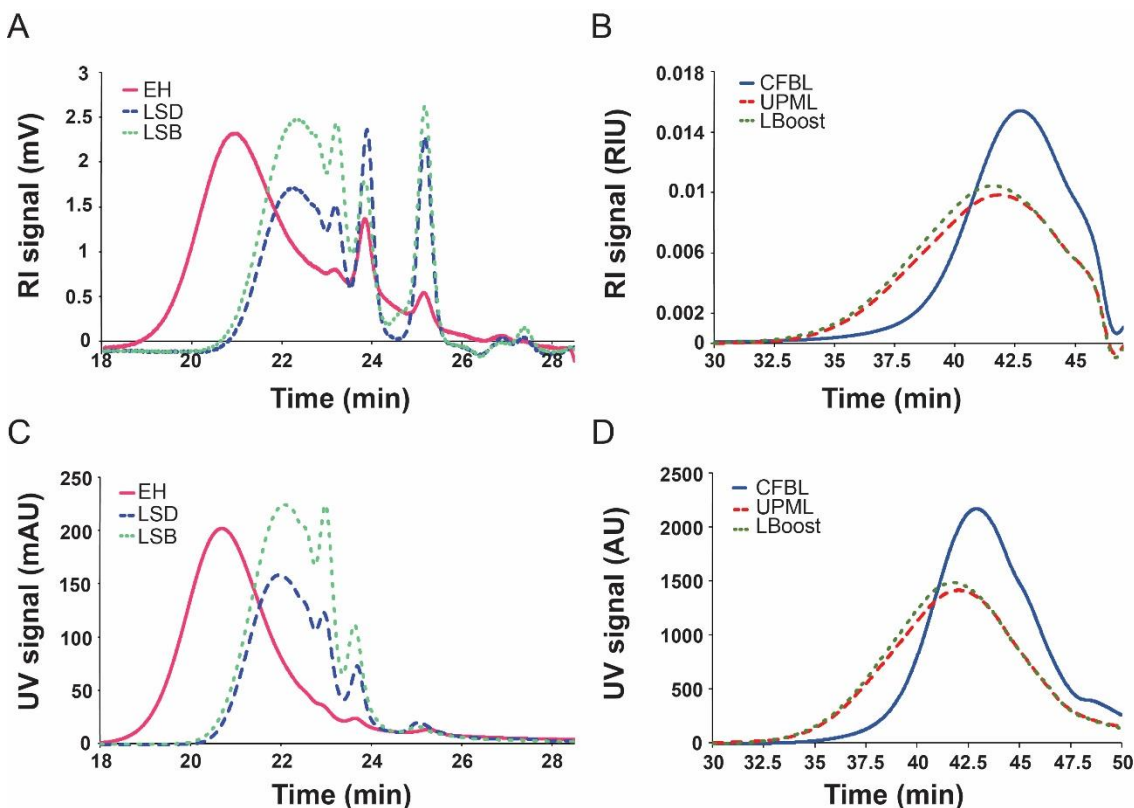 A
RI signal (mV)
3
2.5
2
1.5
1
0.5
0
EH
LSD
LSB
18 20 22 24 26 28
Time (min)
B
RI signal (RIU)
0.018
0.014
0.01
0.006
0.002
CFBL
UPML
LBoost
30 32.5 35 37.5 40 42.5 45
Time (min)
C
UV signal (mAU)
250
200
150
100
50
0
EH
LSD
LSB
18 20 22 24 26 28
Time (min)
D
UV signal (AU)
2500
2000
1500
1000
500
0
CFBL
UPML
LBoost
30 32.5 35 37.5 40 42.5 45 47.5 50
Time (min)